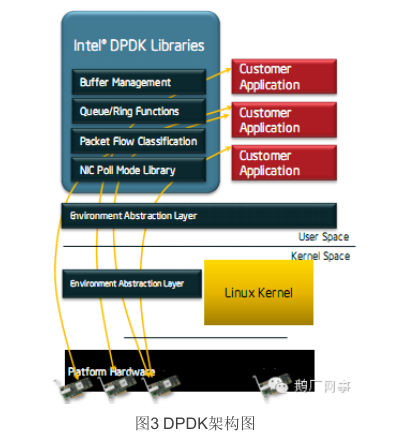 Intel® DPDK Libraries
Buffer Management
Queue/Ring Functions
Packet Flow Classification
NIC Poll Mode Library
Customer
Application
Customer
Application
Customer
Application
Environment Abstraction Layer
User Space
Kernel Space
Environment Abstraction Layer
Linux Kernel
Platform Hardware
鹅厂网事
图3 DPDK架构图